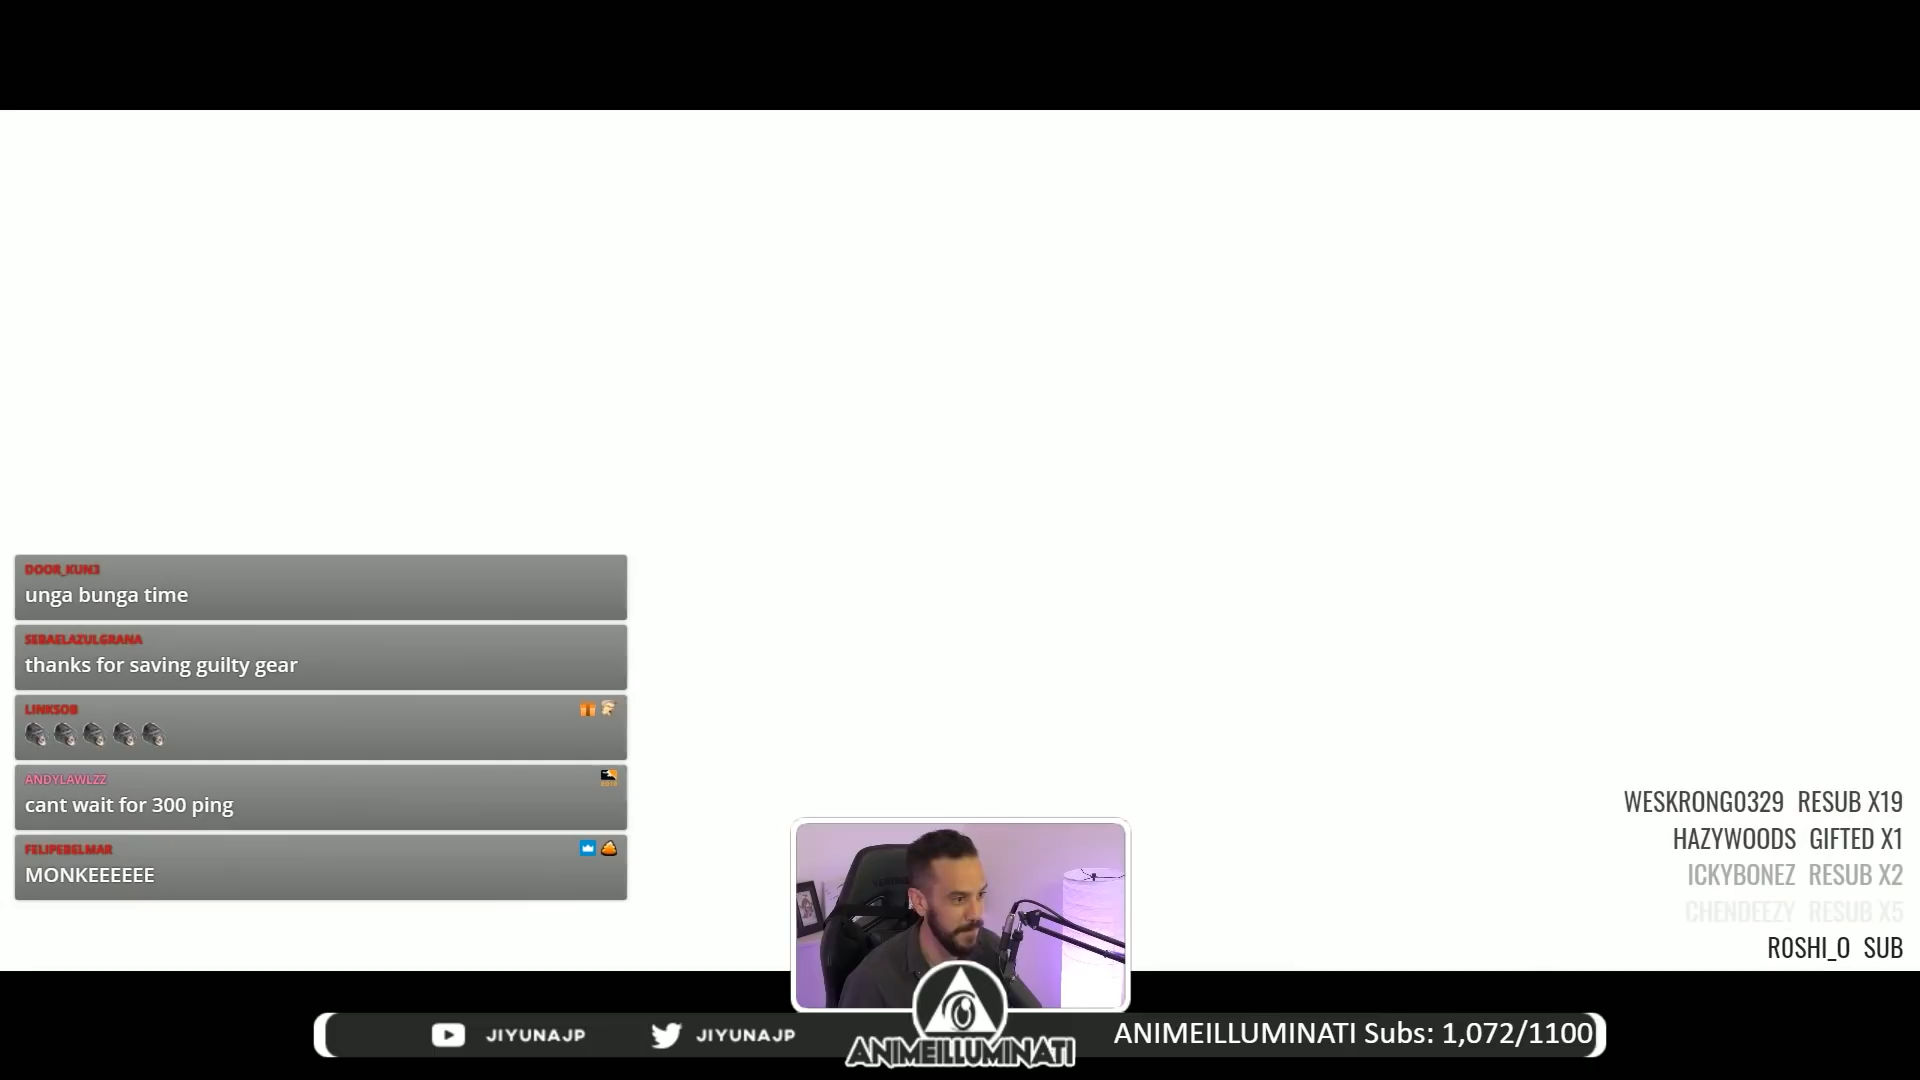 DOOR_KUN3
unga bunga time
SEBAELAZULGRANA
thanks for saving guilty gear
LINKSOB
ANDYLAWLZZ
cant wait for 300 ping
FELIPEBELMAR
MONKEEEEEE
WESKRONG0329 RESUB X19
HAZYWOODS GIFTED X1
ICKYBONEZ RESUB X2
CHENDEEZY RESUB X5
R0SHI_O SUB
JIYUNAJP
JIYUNAJP
ANIMEILLUMINATI
ANIMEILLUMINATI Subs: 1,072/1100